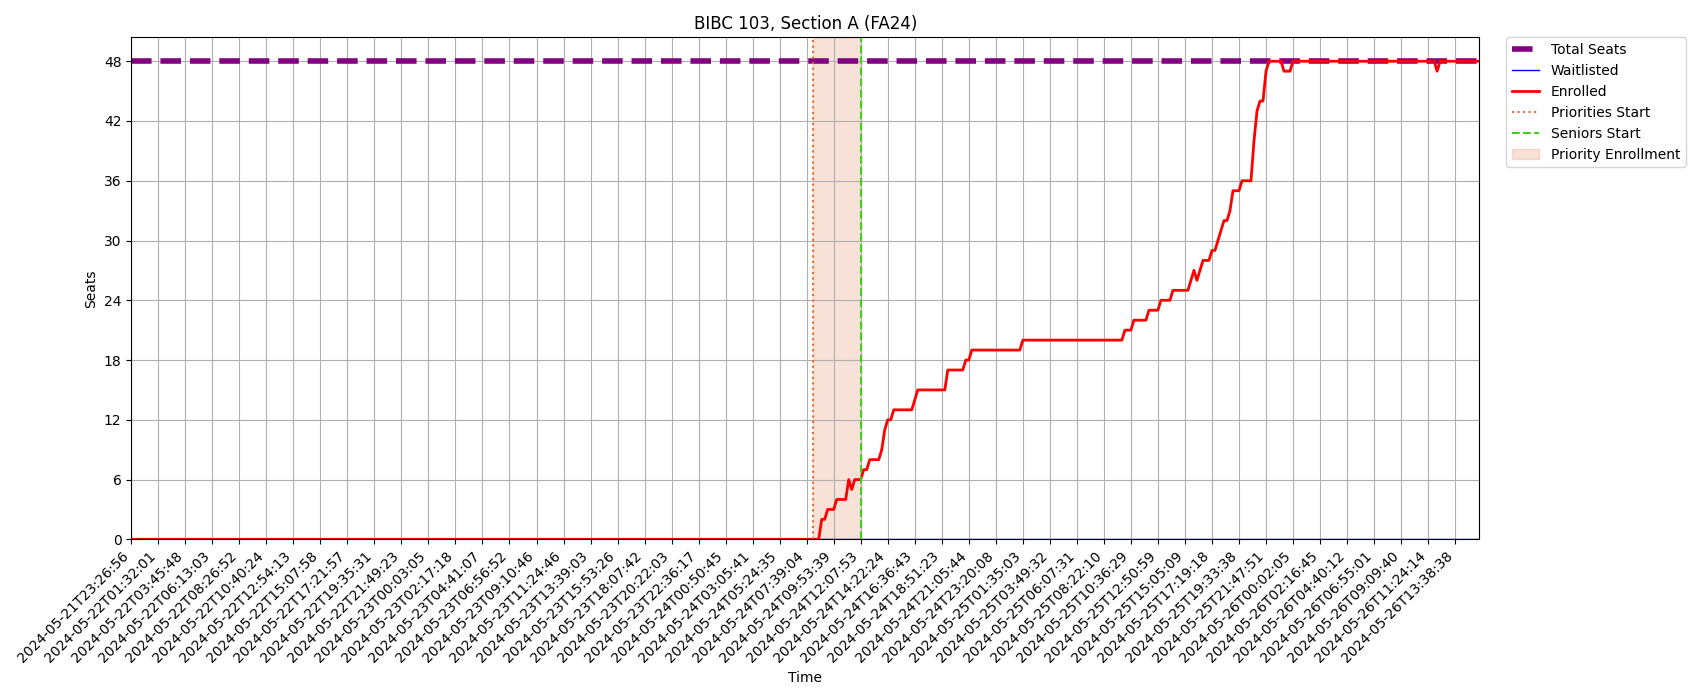 BIBC 103, Section A (FA24)
Total Seats
Waitlisted
Enrolled
Priorities Start
Seniors Start
Priority Enrollment
Seats
48
42
36
30
24
18
12
6
0
2024-05-21T23:26:56
2024-05-22T01:32:01
2024-05-22T03:45:48
2024-05-22T06:13:03
2024-05-22T08:26:52
2024-05-22T10:40:24
2024-05-22T12:54:13
2024-05-22T15:07:58
2024-05-22T17:21:57
2024-05-22T19:35:31
2024-05-22T21:49:23
2024-05-23T00:03:05
2024-05-23T02:17:18
2024-05-23T04:41:07
2024-05-23T06:56:52
2024-05-23T09:10:46
2024-05-23T11:24:46
2024-05-23T13:39:03
2024-05-23T15:53:26
2024-05-23T18:07:42
2024-05-23T20:22:03
2024-05-23T22:36:17
2024-05-24T00:50:45
2024-05-24T03:05:41
2024-05-24T05:24:35
2024-05-24T07:39:04
2024-05-24T09:53:39
2024-05-24T12:07:53
2024-05-24T14:22:24
2024-05-24T16:36:43
2024-05-24T18:51:23
2024-05-24T21:05:44
2024-05-24T23:20:08
2024-05-25T01:35:03
2024-05-25T03:49:32
2024-05-25T06:07:31
2024-05-25T08:22:10
2024-05-25T10:36:29
2024-05-25T12:50:59
2024-05-25T15:05:09
2024-05-25T17:19:18
2024-05-25T19:33:38
2024-05-25T21:47:51
2024-05-26T00:02:05
2024-05-26T02:16:45
2024-05-26T04:40:12
2024-05-26T06:55:01
2024-05-26T09:09:40
2024-05-26T11:24:14
2024-05-26T13:38:38
Time